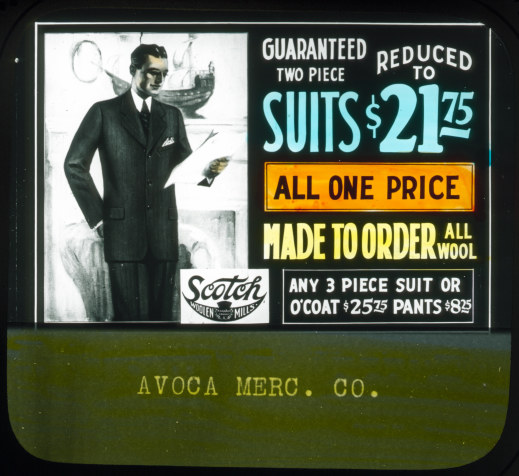 GUARANTEED
TWO PIECE
REDUCED
TO
SUITS $21.75
ALL ONE PRICE
MADE TO ORDER ALL
WOOL
Scotch
WOOLEN MILLS
ANY 3 PIECE SUIT OR
O'COAT $25.75 PANTS $8.25
AVOCA MERC. CO.